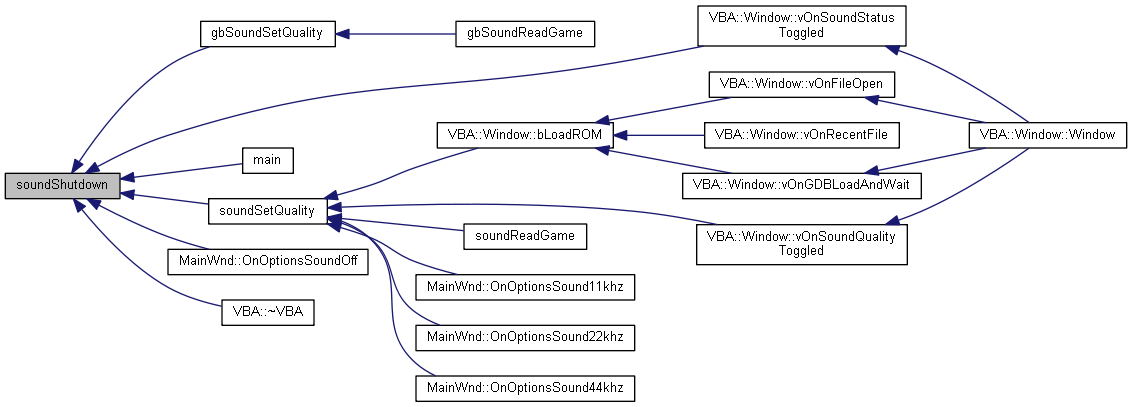 soundShutdown
gbSoundSetQuality
gbSoundReadGame
VBA::Window::vOnSoundStatus
Toggled
main
soundSetQuality
MainWnd::OnOptionsSoundOff
VBA::~VBA
VBA::Window::bLoadROM
soundReadGame
MainWnd::OnOptionsSound11khz
MainWnd::OnOptionsSound22khz
MainWnd::OnOptionsSound44khz
VBA::Window::vOnFileOpen
VBA::Window::vOnRecentFile
VBA::Window::vOnGDBLoadAndWait
VBA::Window::vOnSoundQuality
Toggled
VBA::Window::Window